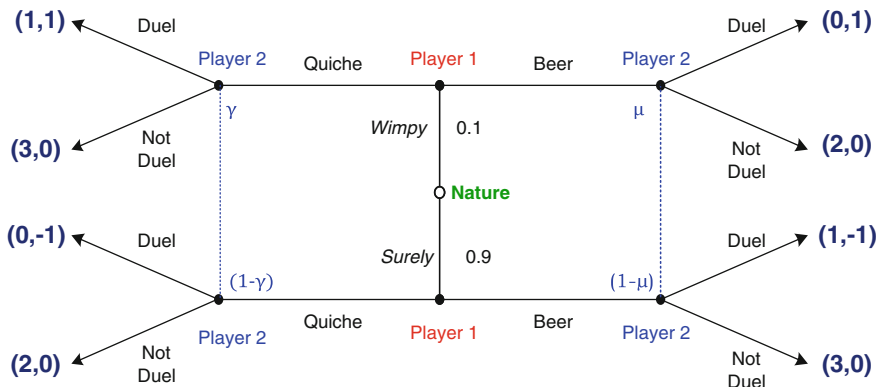 (1,1)
Duel
Player 2
Quiche
Player 1
Beer
Player 2
Duel
(0,1)
γ
μ
(3,0)
Not
Duel
Wimpy
0.1
Not
Duel
(2,0)
Nature
(0,-1)
Duel
Surely
0.9
Duel
(1,-1)
(1-γ)
(1-μ)
Player 2
Quiche
Player 1
Beer
Player 2
(2,0)
Not
Duel
Not
Duel
(3,0)